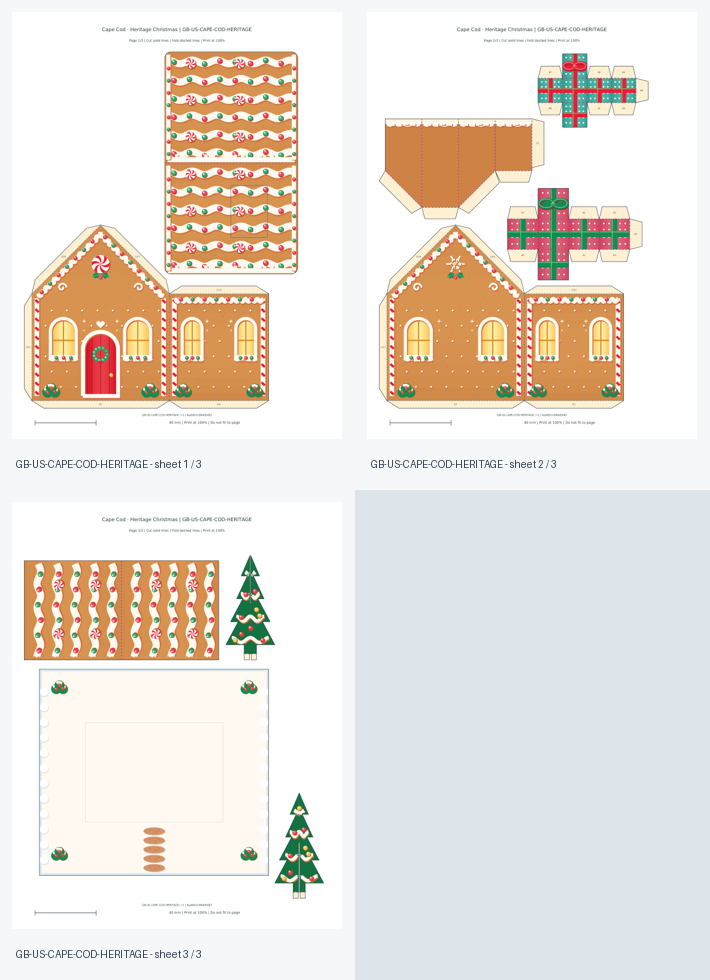 Cape Cod · Heritage Christmas | GB-US-CAPE-COD-HERITAGE
Page 1/3 | Cut solid lines | Fold dashed lines | Print at 100%
40 mm | Print at 100% | Do not fit to page
GB-US-CAPE-COD-HERITAGE - sheet 1 / 3
Cape Cod · Heritage Christmas | GB-US-CAPE-COD-HERITAGE
Page 2/3 | Cut solid lines | Fold dashed lines | Print at 100%
40 mm | Print at 100% | Do not fit to page
GB-US-CAPE-COD-HERITAGE - sheet 2 / 3
Cape Cod · Heritage Christmas | GB-US-CAPE-COD-HERITAGE
Page 3/3 | Cut solid lines | Fold dashed lines | Print at 100%
40 mm | Print at 100% | Do not fit to page
GB-US-CAPE-COD-HERITAGE - sheet 3 / 3